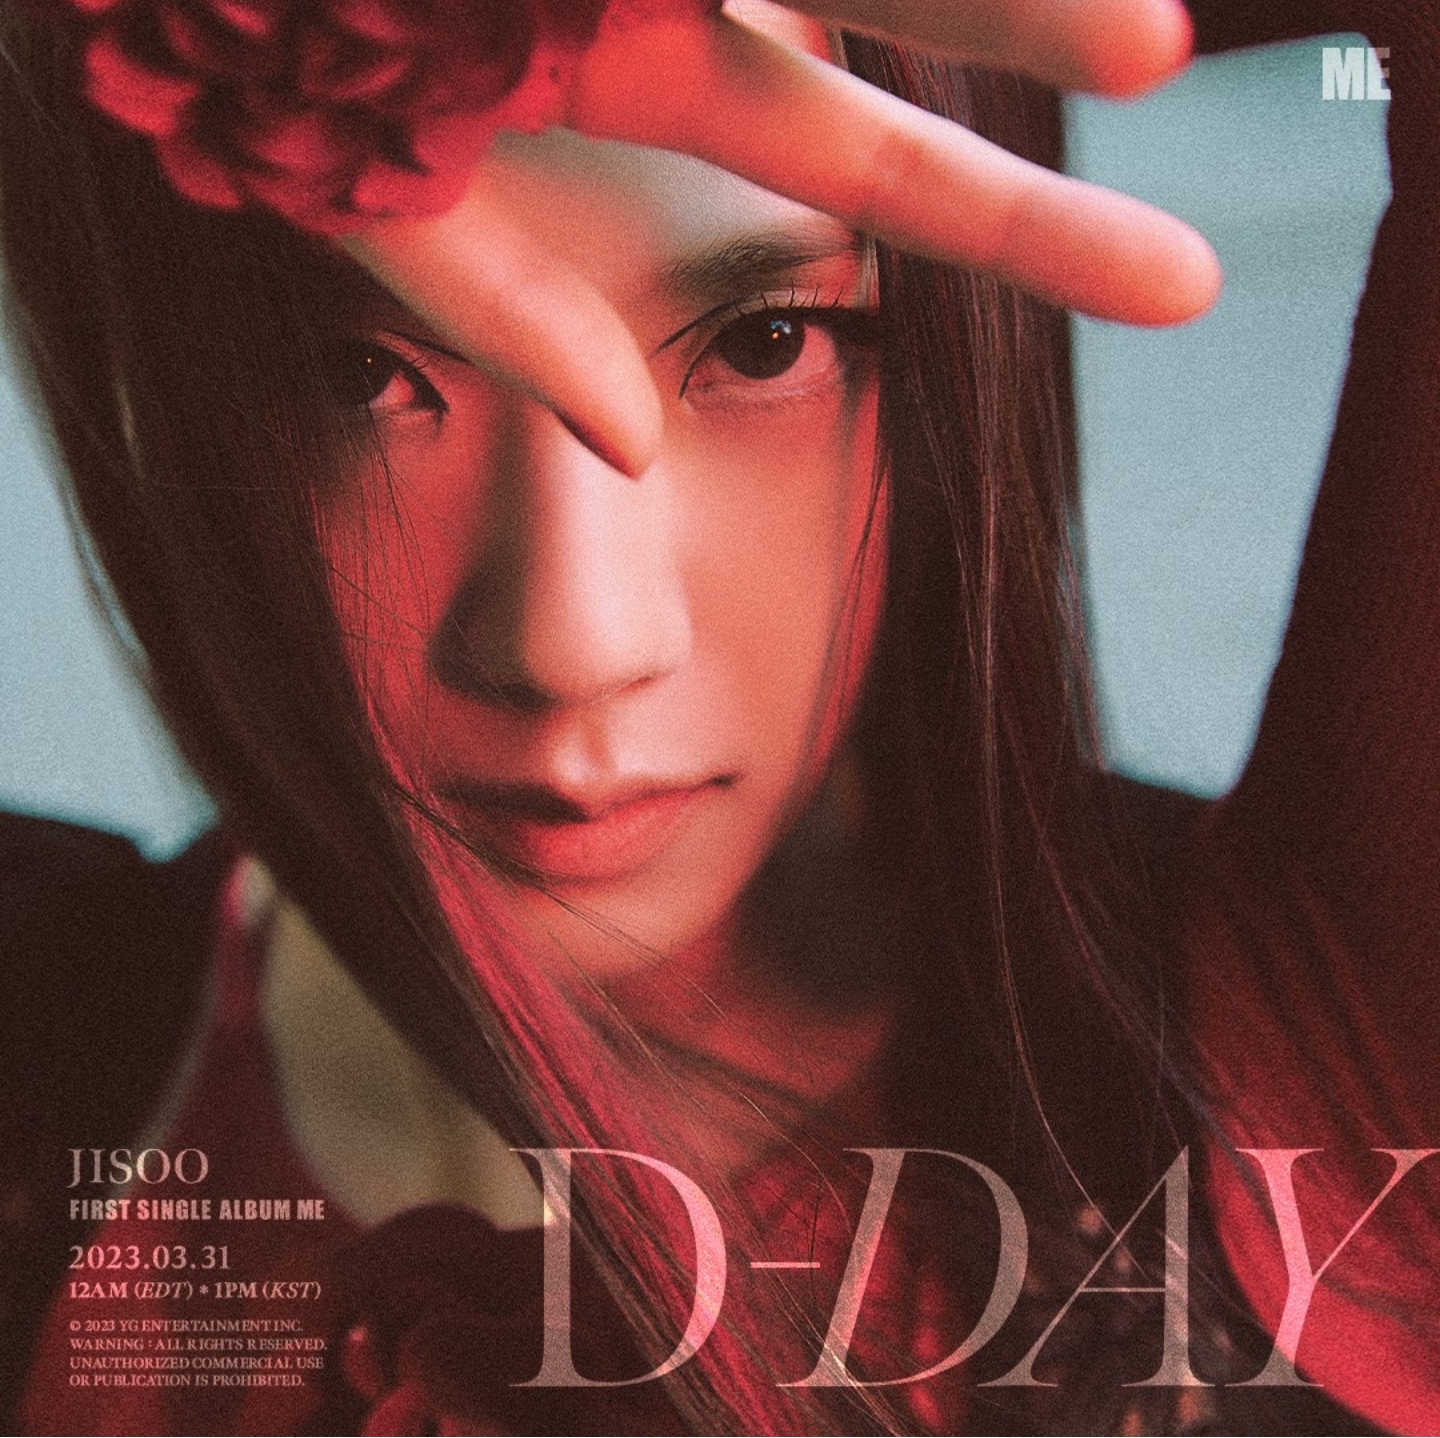 ME
JISOO
FIRST SINGLE ALBUM ME
2023.03.31
12AM (EDT) * 1PM (KST)
© 2023 YG ENTERTAINMENT INC.
WARNING : ALL RIGHTS RESERVED.
UNAUTHORIZED COMMERCIAL USE
OR PUBLICATION IS PROHIBITED.
D-DAY